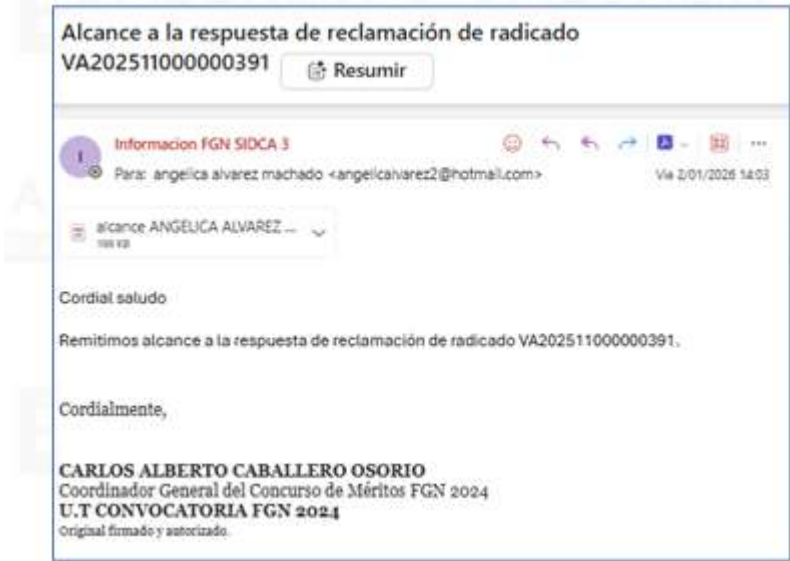 Alcance a la respuesta de reclamación de radicado
VA202511000000391 Resumir
I
Informacion FGN SIDCA 3
Para: angelica alvarez machado <angelicalvarez2@hotmail.com>
Vie 2/01/2026 14:03
alcance ANGELICA ALVAREZ ...
Cordial saludo
Remitimos alcance a la respuesta de reclamación de radicado VA202511000000391.
Cordialmente,
CARLOS ALBERTO CABALLERO OSORIO
Coordinador General del Concurso de Méritos FGN 2024
U.T CONVOCATORIA FGN 2024
Original firmado y autorizado.